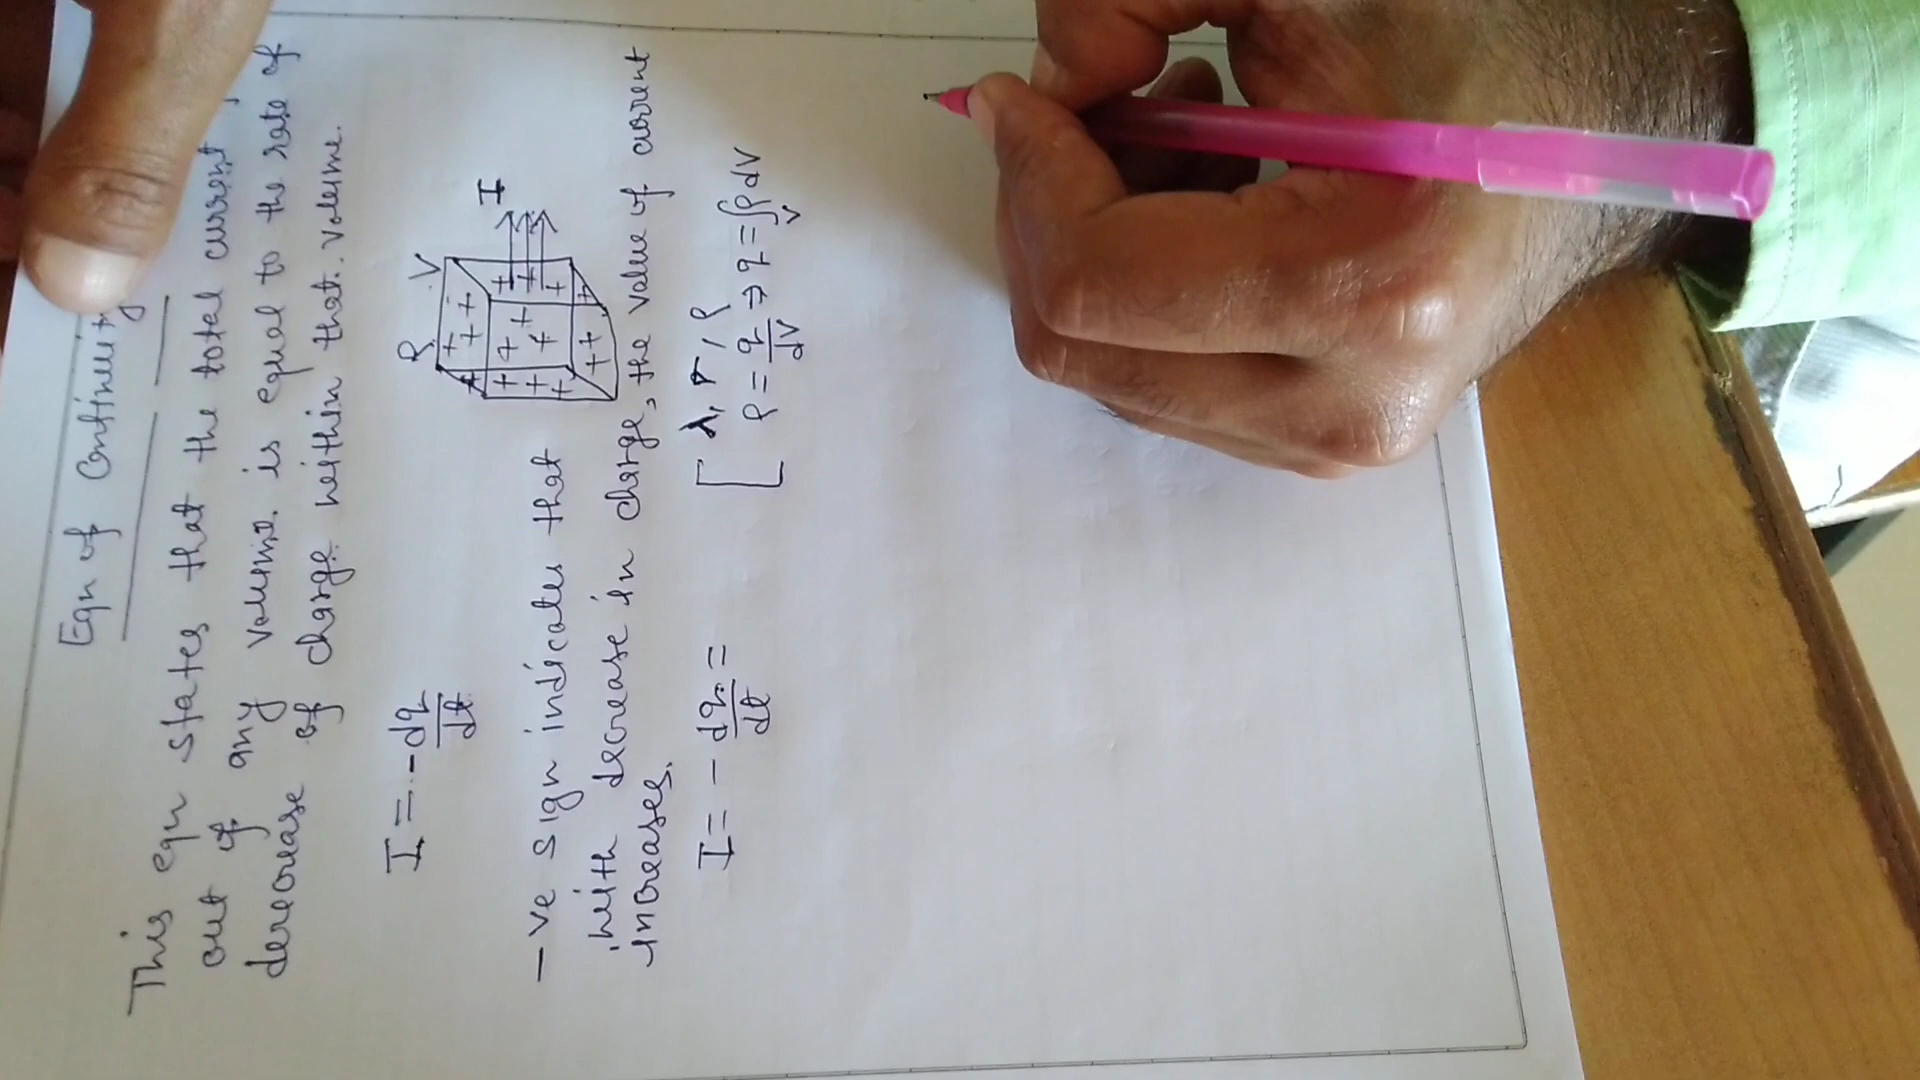 Eqn of Continuity
This eqn states that the total current
out of any volume is equal to the rate of
decrease of charge within that volume.
I = - dq/dt
R V
I
-ve sign indicates that
with decrease in charge, the value of current
increases.
I = - dq/dt =
[ λ, σ, ρ
ρ = q/dV ⇒ q = ∫ᵥ ρ dV